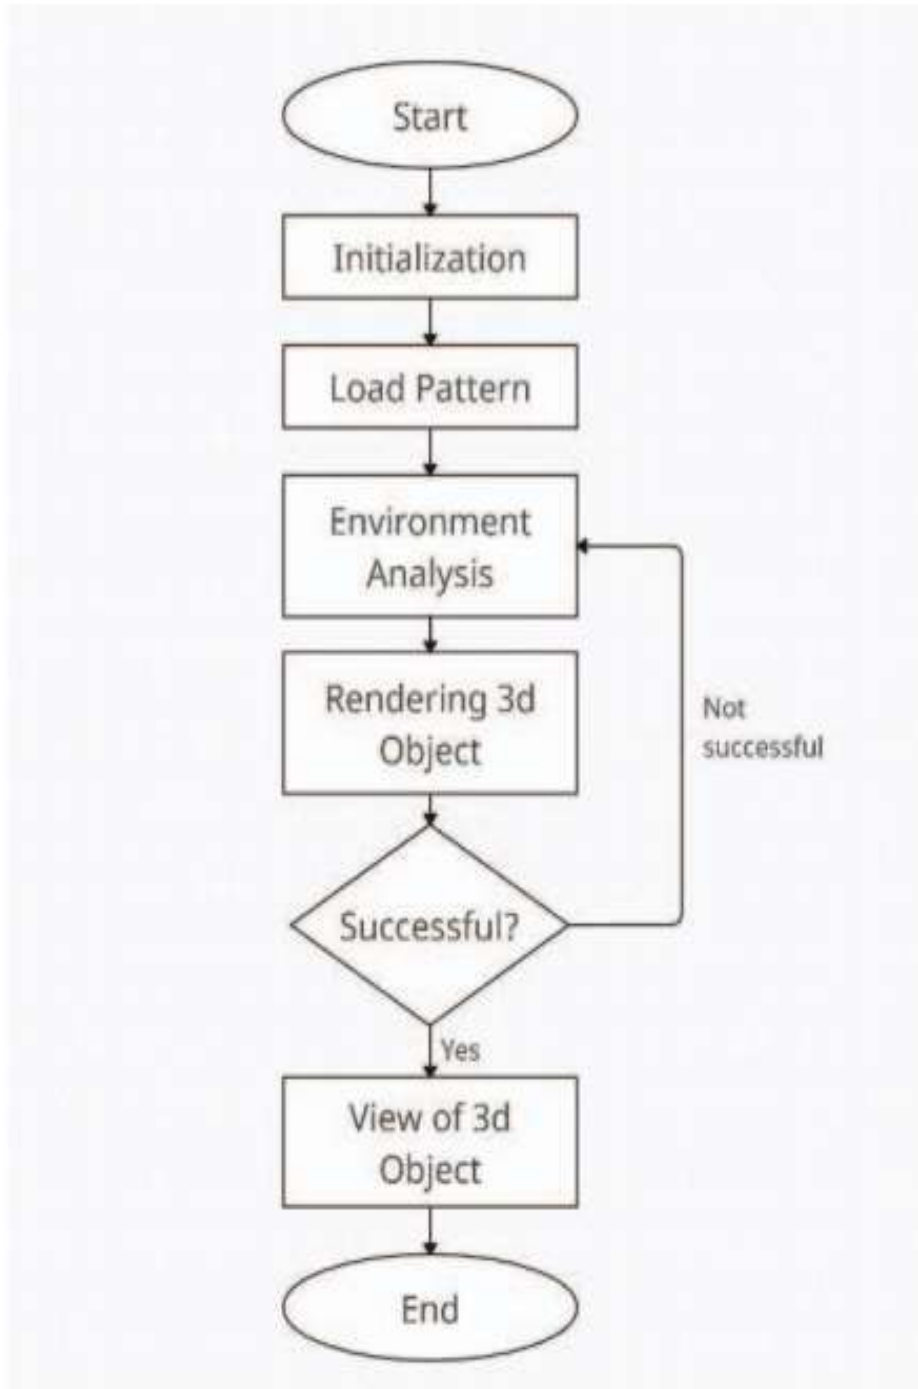 Start
Initialization
Load Pattern
Environment
Analysis
Rendering 3d
Object
Not
successful
Successful?
Yes
View of 3d
Object
End